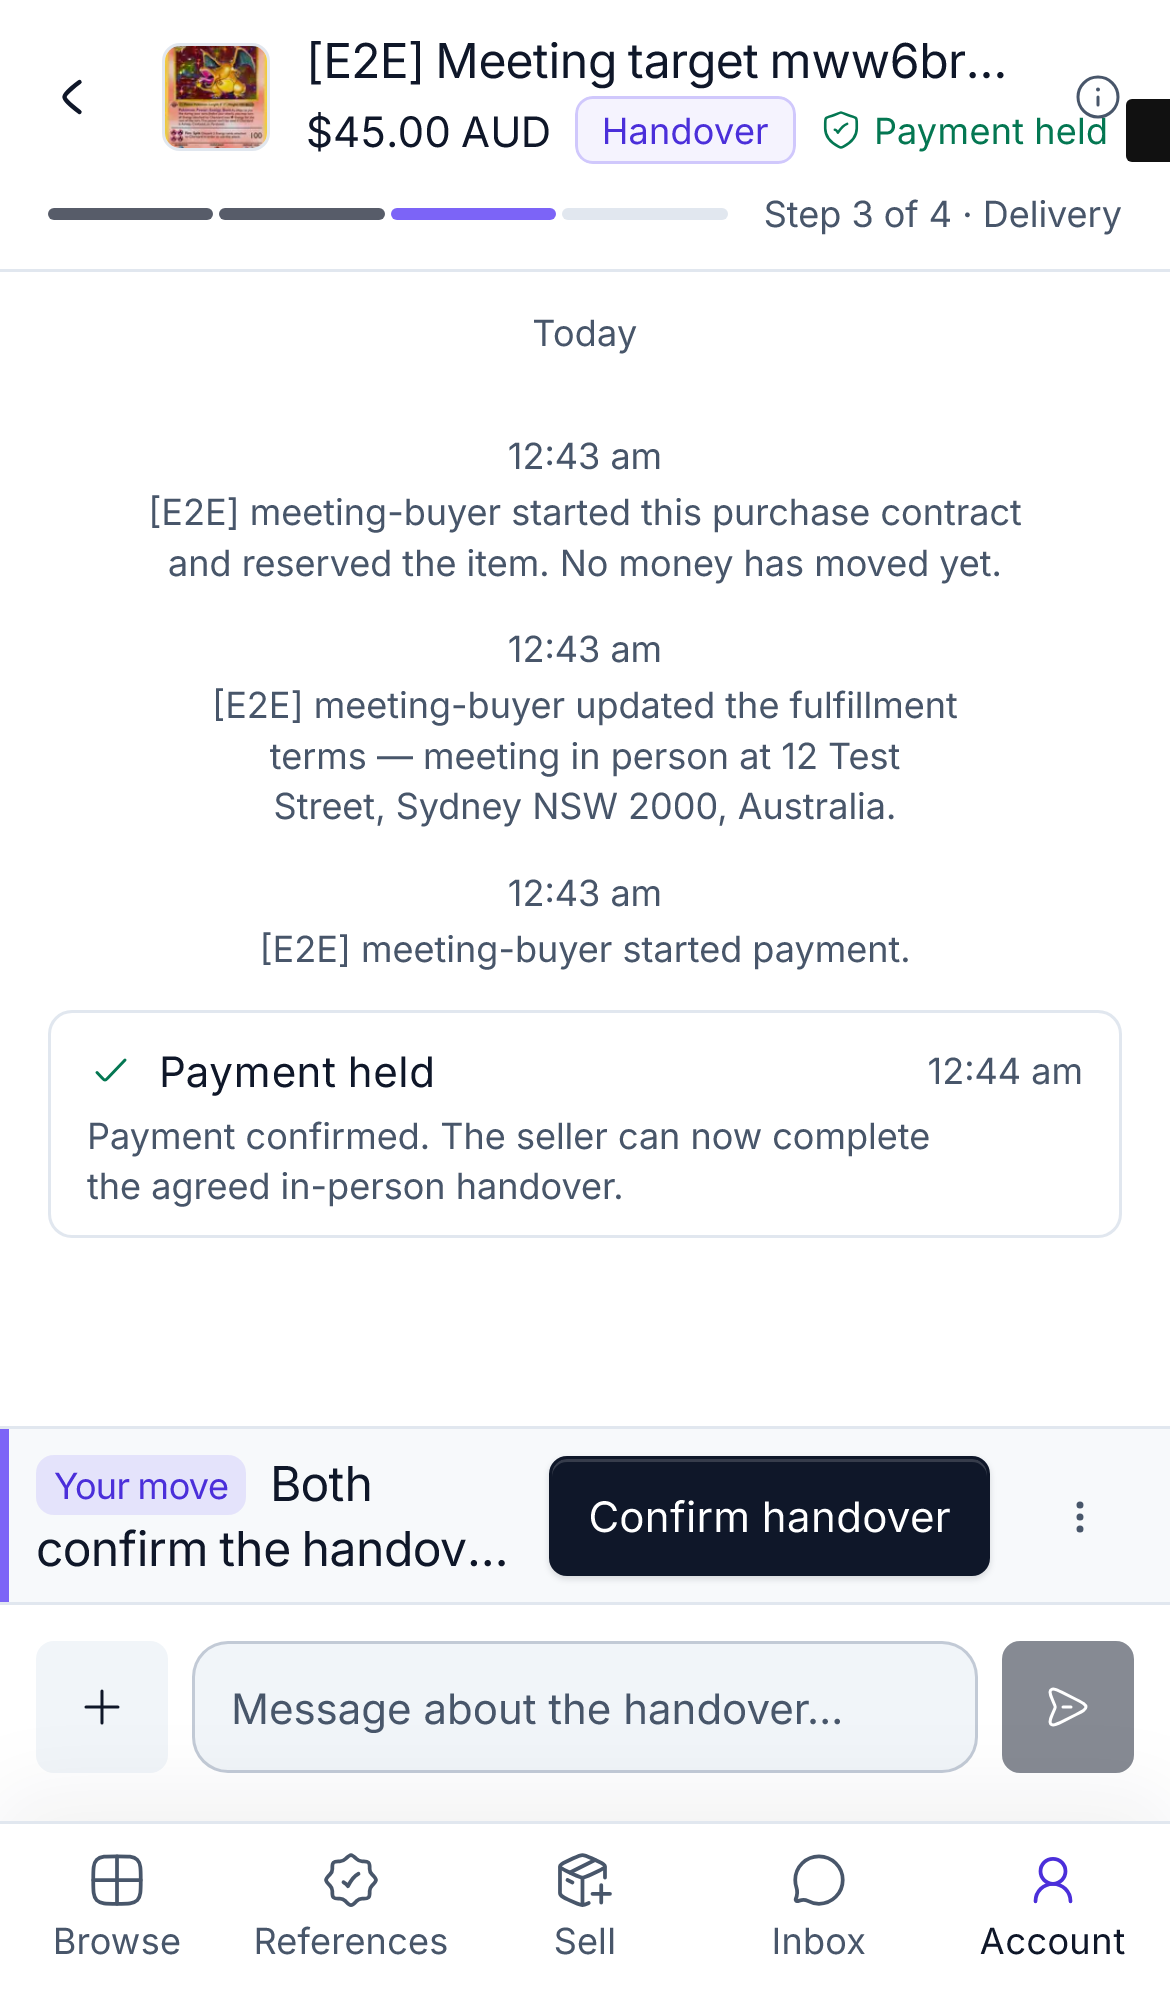 [E2E] Meeting target mww6br...
$45.00 AUD Handover Payment held
Step 3 of 4 · Delivery
Today
12:43 am
[E2E] meeting-buyer started this purchase contract
and reserved the item. No money has moved yet.
12:43 am
[E2E] meeting-buyer updated the fulfillment
terms — meeting in person at 12 Test
Street, Sydney NSW 2000, Australia.
12:43 am
[E2E] meeting-buyer started payment.
Payment held 12:44 am
Payment confirmed. The seller can now complete
the agreed in-person handover.
Your move Both
confirm the handov...
Confirm handover
Message about the handover...
Browse References Sell Inbox Account